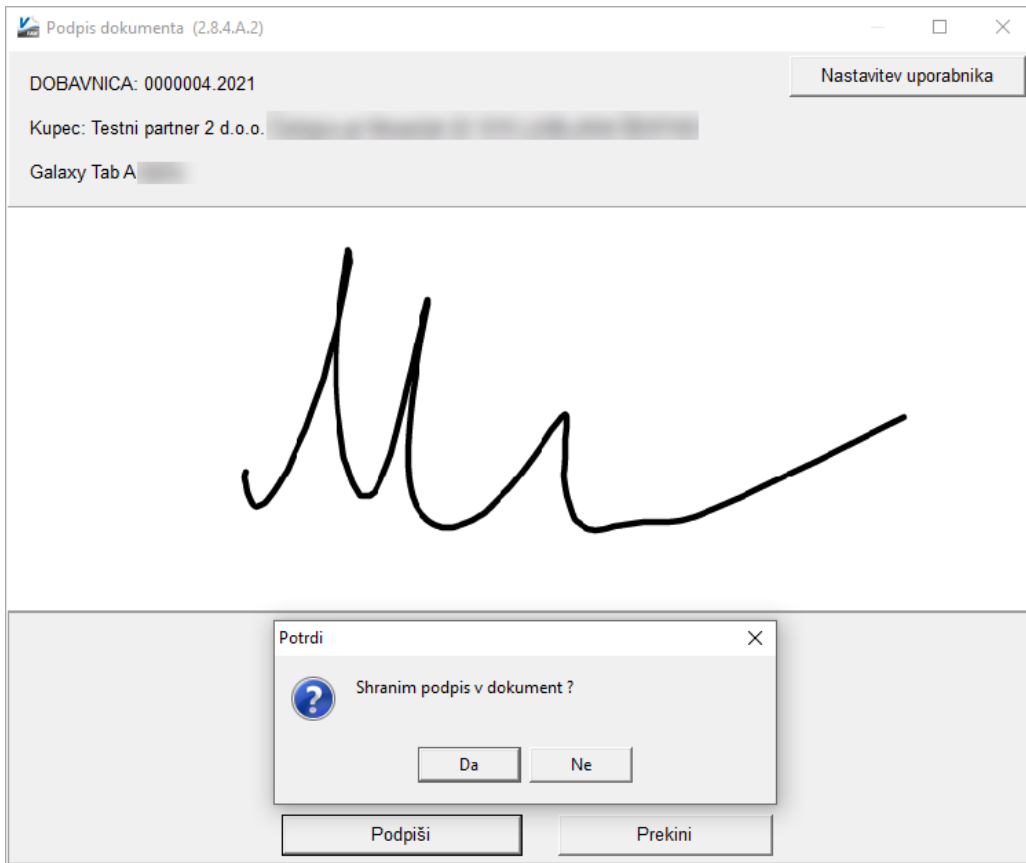 Podpis dokumenta (2.8.4.A.2)
DOBAVNICA: 0000004.2021
Nastavitev uporabnika
Kupec: Testni partner 2 d.o.o.
Galaxy Tab A
Potrdi
Shranim podpis v dokument ?
Da
Ne
Podpiši
Prekini